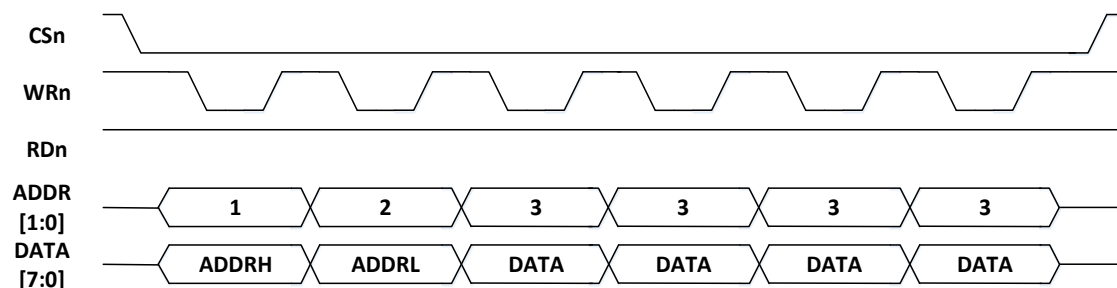 CSn
WRn
RDn
ADDR
[1:0]
1 2 3 3 3 3
DATA
[7:0]
ADDRH ADDRL DATA DATA DATA DATA